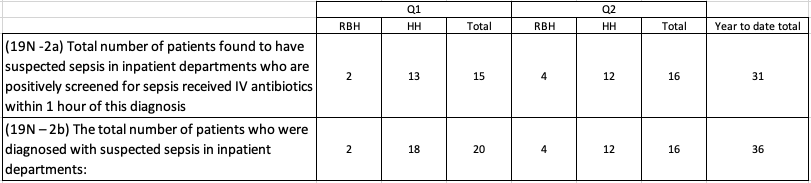 Q1 Q2
RBH HH Total RBH HH Total Year to date total
(19N -2a) Total number of patients found to have
suspected sepsis in inpatient departments who are
positively screened for sepsis received IV antibiotics
within 1 hour of this diagnosis
2 13 15 4 12 16 31
(19N – 2b) The total number of patients who were
diagnosed with suspected sepsis in inpatient
departments:
2 18 20 4 12 16 36